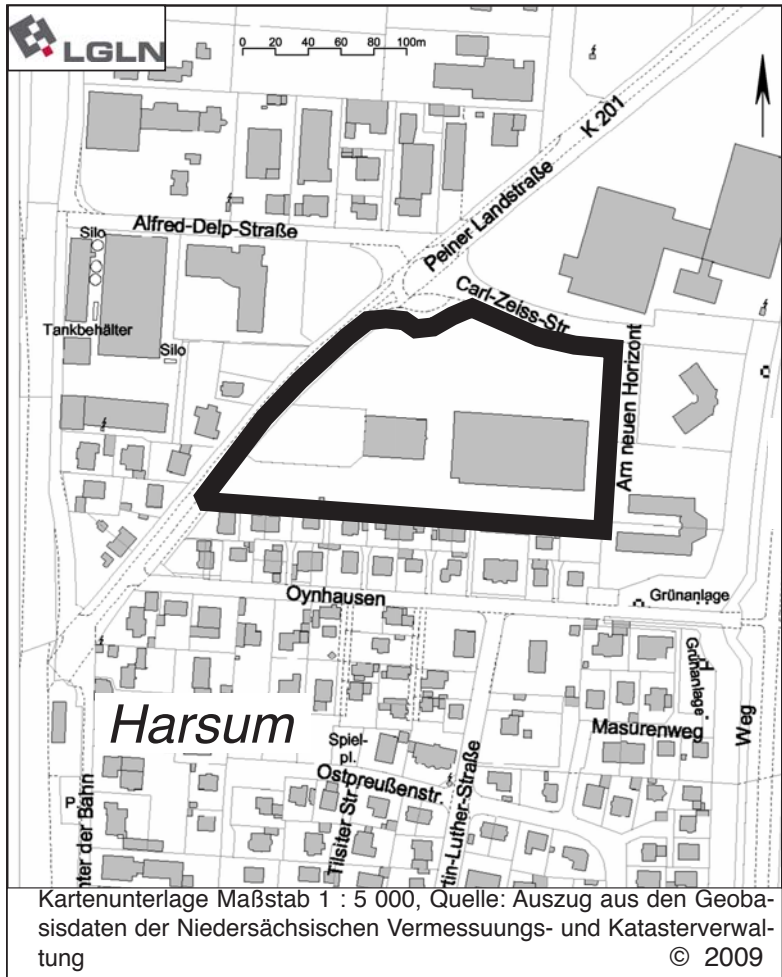 LGLN
0 20 40 60 80 100m
K 201
Peiner Landstraße
Alfred-Delp-Straße
Silo
Carl-Zeiss-Str.
Tankbehälter
Silo
Am neuen Horizont
Oynhausen
Grünanlage
Grünanlage
Harsum
Masurenweg
Weg
Spiel-
pl.
Ostpreußenstr.
P
nter der Bahn
Tilsiter Str.
tin-Luther-Straße
Kartenunterlage Maßstab 1 : 5 000, Quelle: Auszug aus den Geoba-
sisdaten der Niedersächsischen Vermessungs- und Katasterverwal-
tung © 2009